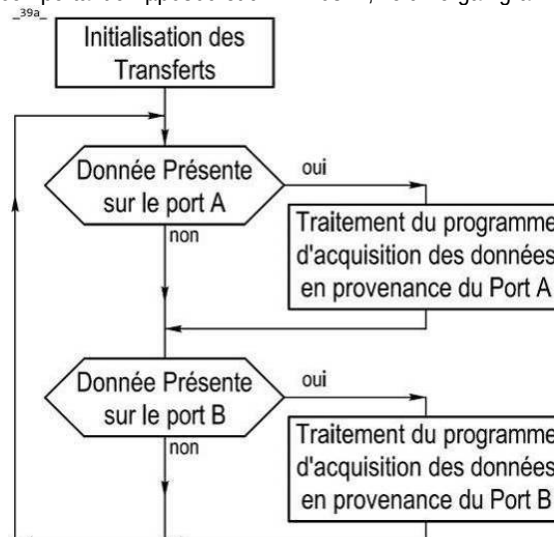 _39a_
Initialisation des
Transferts
Donnée Présente
sur le port A
oui
non
Traitement du programme
d'acquisition des données
en provenance du Port A
Donnée Présente
sur le port B
oui
non
Traitement du programme
d'acquisition des données
en provenance du Port B